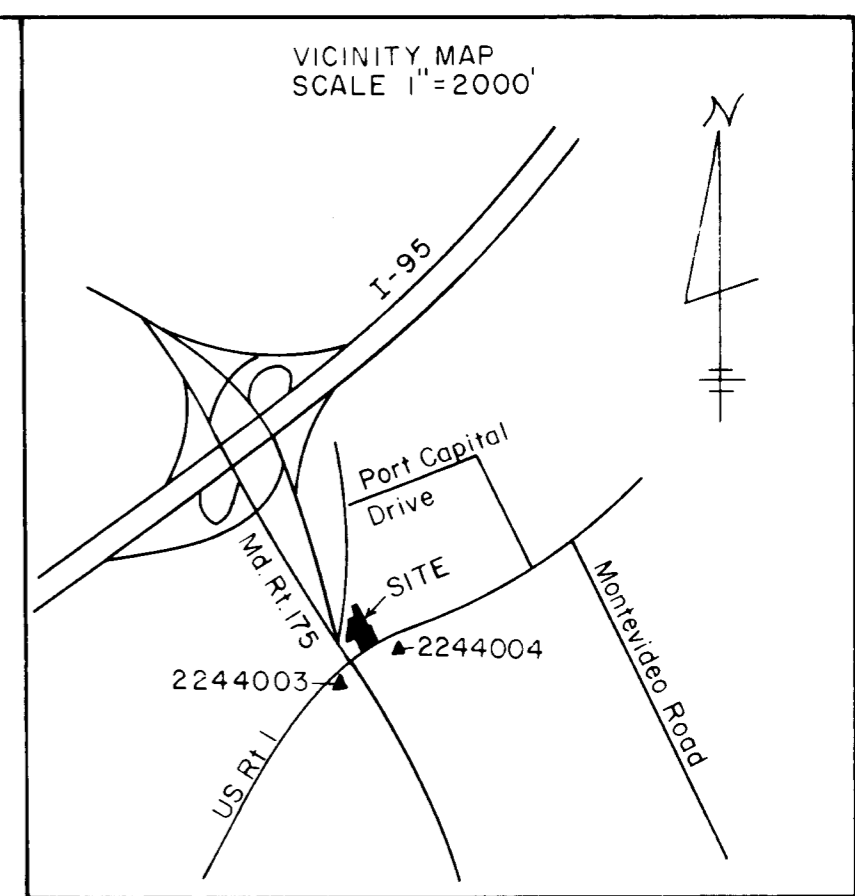 VICINITY MAP
SCALE 1"=2000'
N
I-95
Port Capital
Drive
SITE
Md. Rt. 175
2244004
2244003
Montevideo Road
US Rt 1